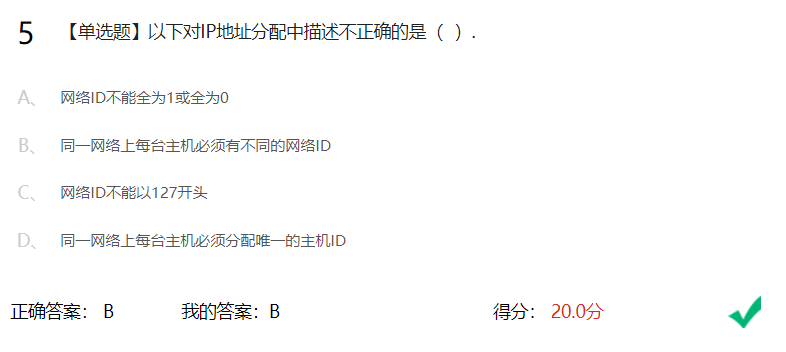 5 【单选题】以下对IP地址分配中描述不正确的是（ ）.
A、 网络ID不能全为1或全为0
B、 同一网络上每台主机必须有不同的网络ID
C、 网络ID不能以127开头
D、 同一网络上每台主机必须分配唯一的主机ID
正确答案： B 我的答案：B 得分： 20.0分